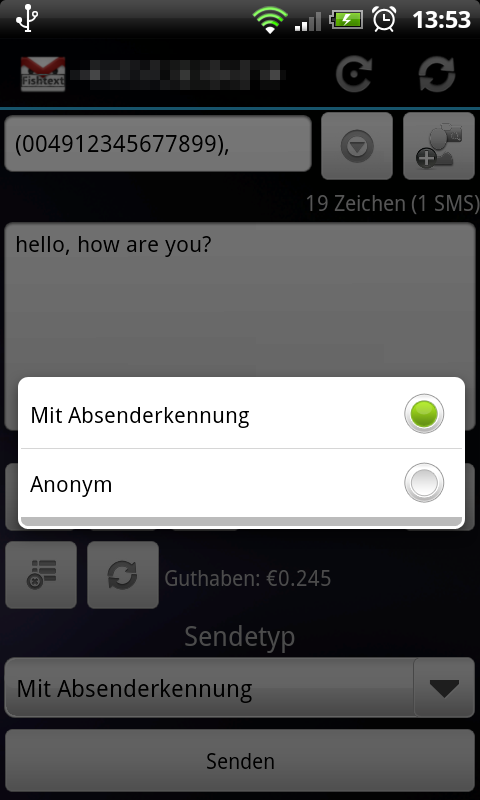 13:53
Fishtext
(004912345677899),
19 Zeichen (1 SMS)
hello, how are you?
Mit Absenderkennung
Anonym
Guthaben: €0.245
Sendetyp
Mit Absenderkennung
Senden